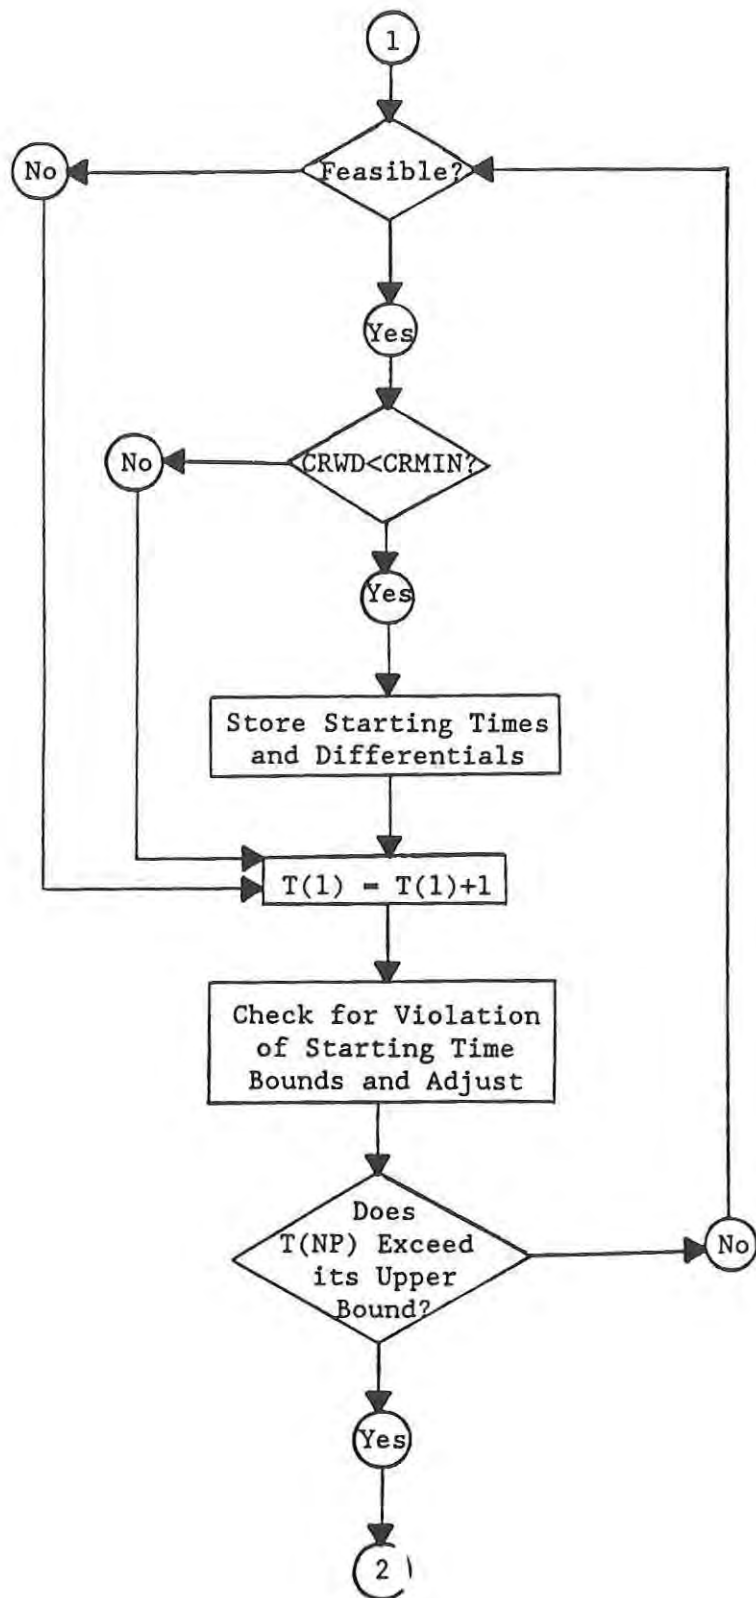 1
Feasible?
No
Yes
CRWD<CRMIN?
No
Yes
Store Starting Times
and Differentials
T(1) = T(1)+1
Check for Violation
of Starting Time
Bounds and Adjust
Does
T(NP) Exceed
its Upper
Bound?
No
Yes
2